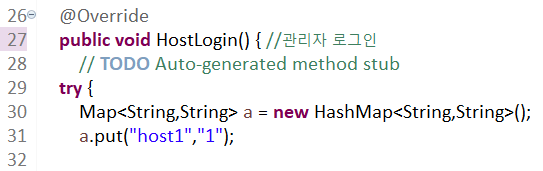 26 @Override
27 public void HostLogin() { //관리자 로그인
28 // TODO Auto-generated method stub
29 try {
30 Map<String,String> a = new HashMap<String,String>();
31 a.put("host1","1");
32